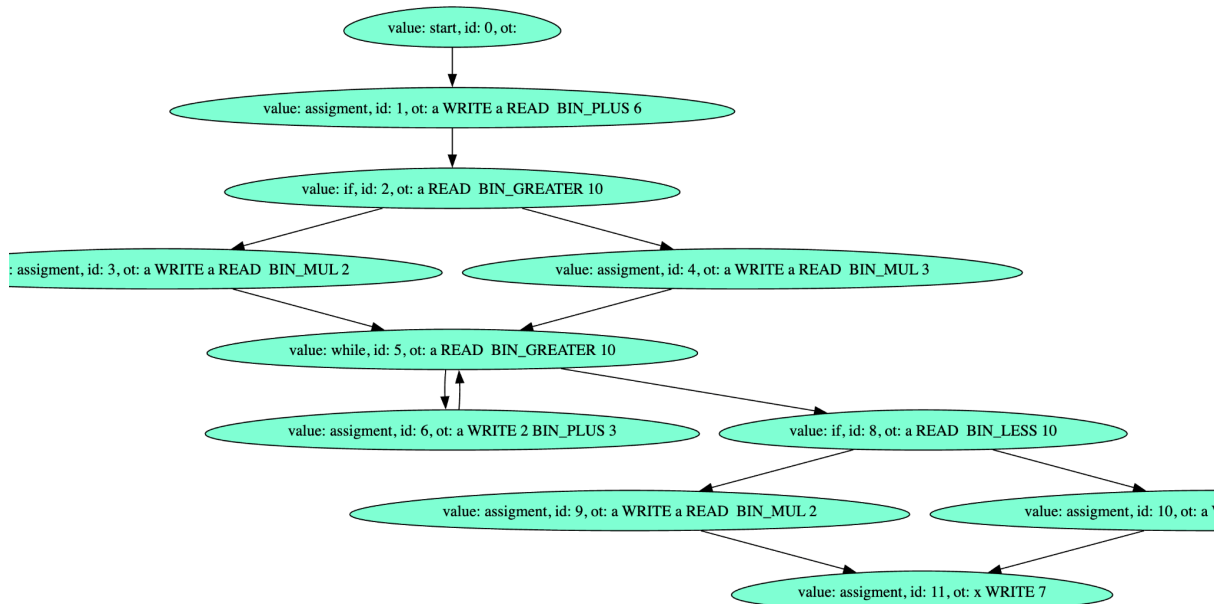 value: start, id: 0, ot:
value: assigment, id: 1, ot: a WRITE a READ  BIN_PLUS 6
value: if, id: 2, ot: a READ  BIN_GREATER 10
: assigment, id: 3, ot: a WRITE a READ  BIN_MUL 2
value: assigment, id: 4, ot: a WRITE a READ  BIN_MUL 3
value: while, id: 5, ot: a READ  BIN_GREATER 10
value: assigment, id: 6, ot: a WRITE 2 BIN_PLUS 3
value: if, id: 8, ot: a READ  BIN_LESS 10
value: assigment, id: 9, ot: a WRITE a READ  BIN_MUL 2
value: assigment, id: 10, ot: a
value: assigment, id: 11, ot: x WRITE 7